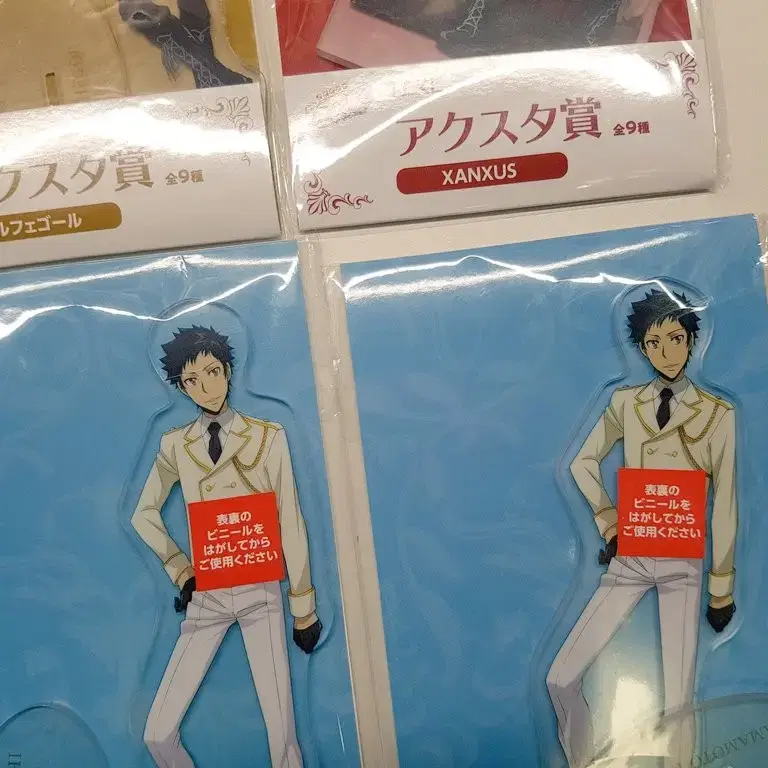 クスタ賞 全9種
ルフェゴール
アクスタ賞 全9種
XANXUS
表裏の
ビニールを
はがしてから
ご使用ください
表裏の
ビニールを
はがしてから
ご使用ください
YAMAMOTO